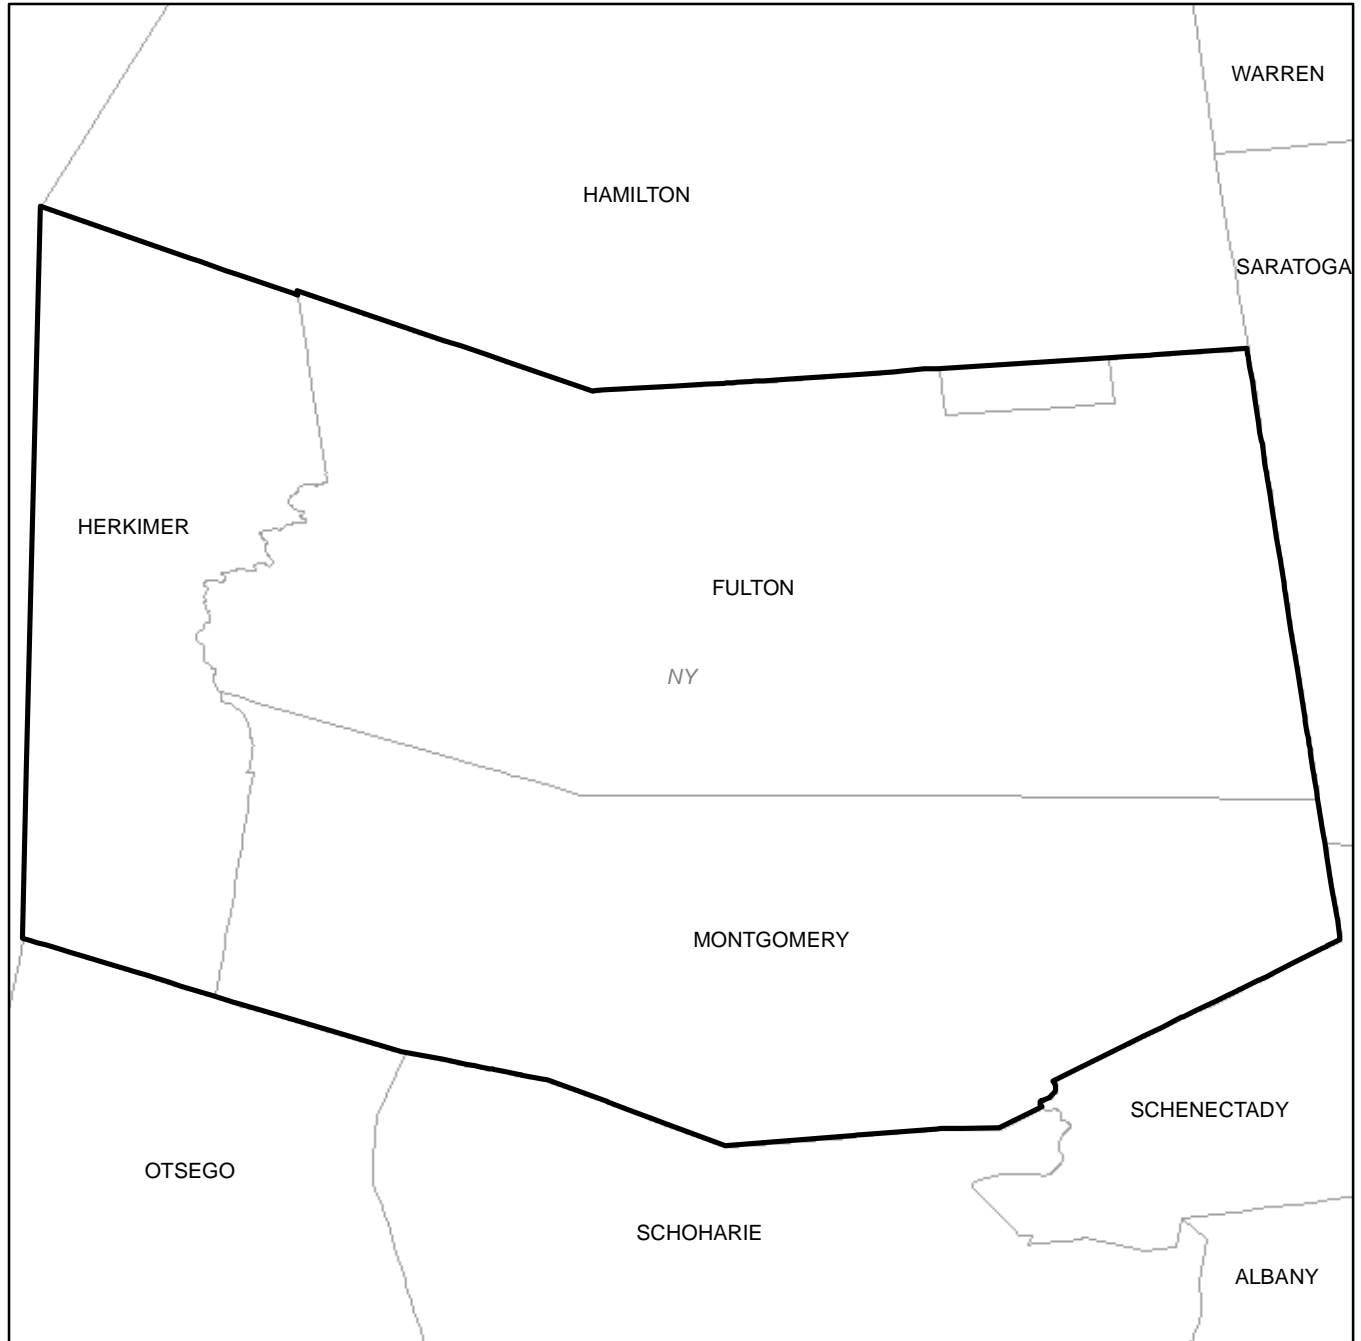 WARREN
HAMILTON
SARATOGA
HERKIMER
FULTON
NY
MONTGOMERY
SCHENECTADY
OTSEGO
SCHOHARIE
ALBANY